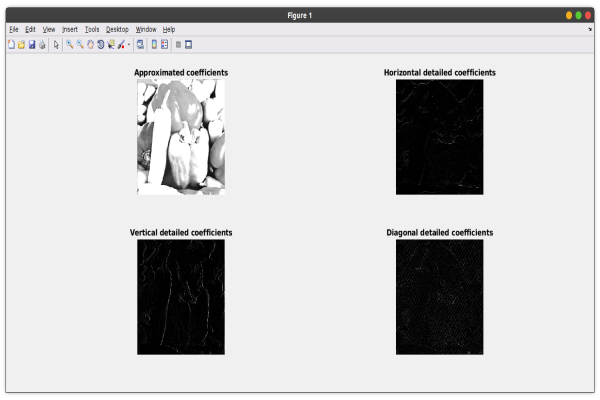 Figure 1
File Edit View Insert Tools Desktop Window Help
Approximated coefficients
Horizontal detailed coefficients
Vertical detailed coefficients
Diagonal detailed coefficients